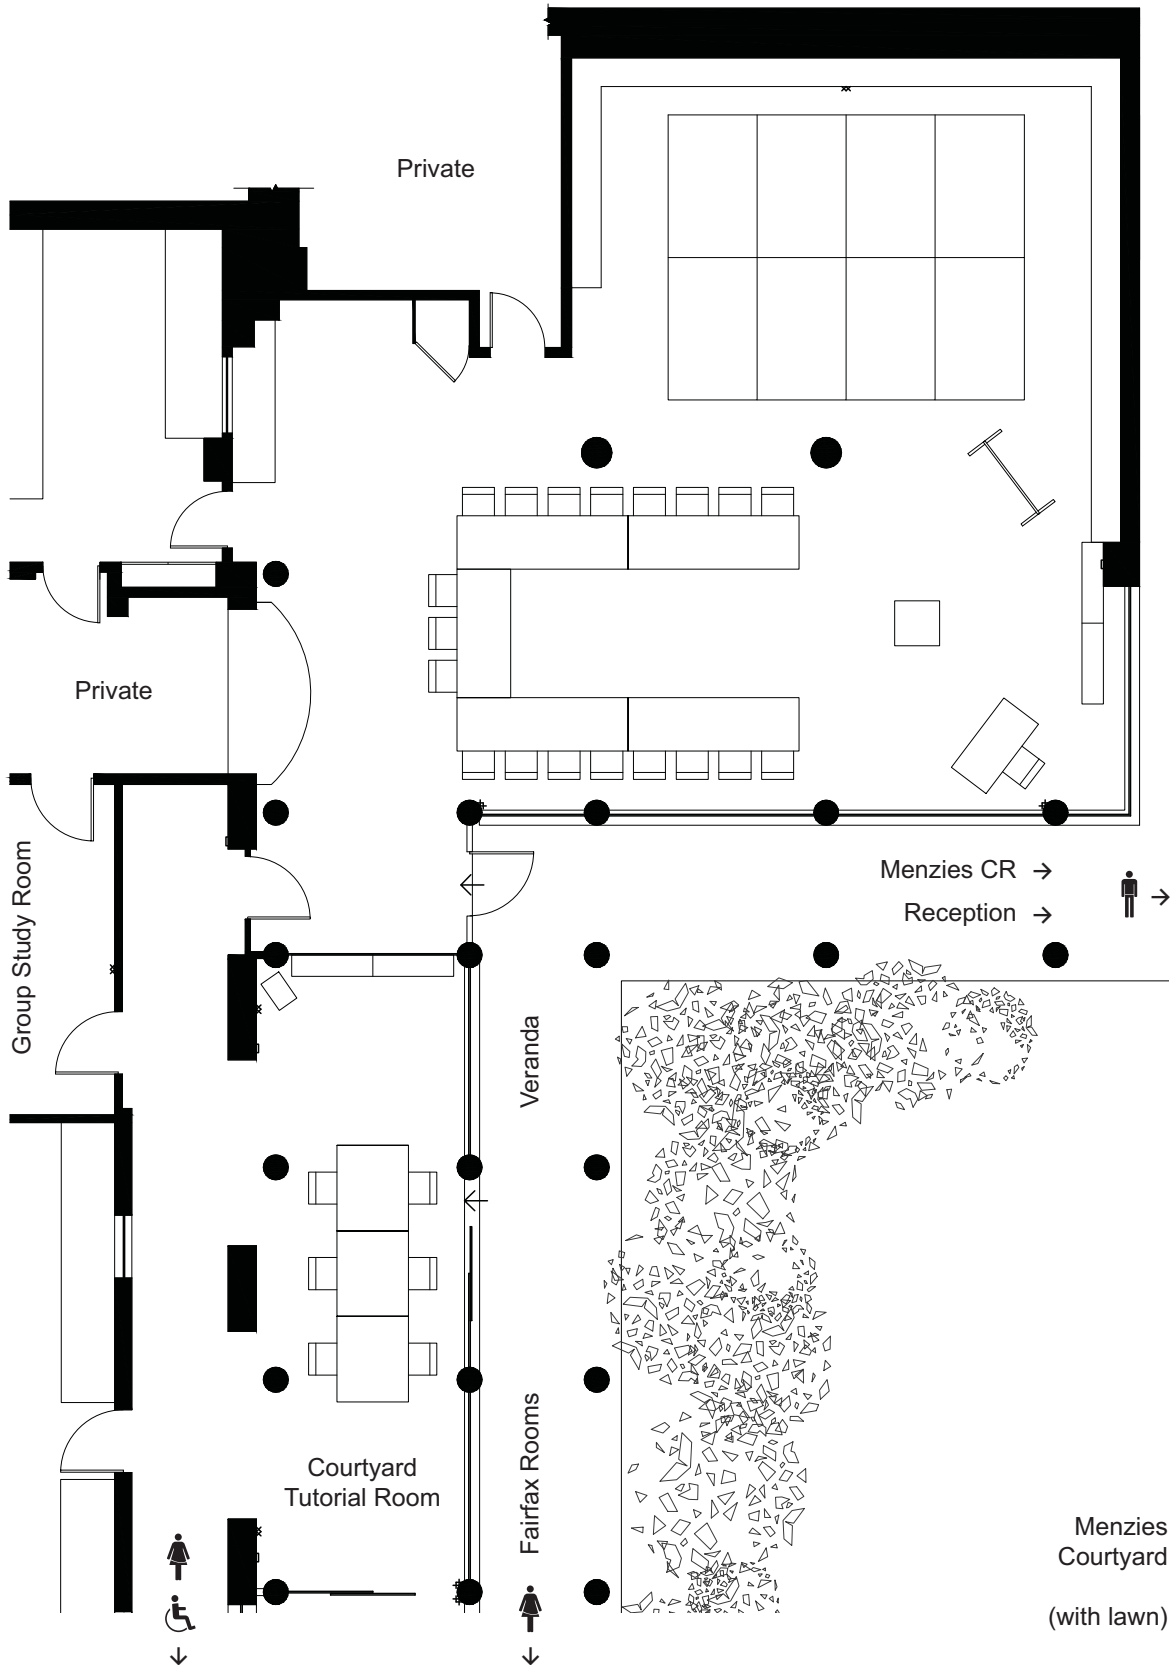 Private
Private
Menzies CR →
Reception →
→
Group Study Room
Veranda
Fairfax Rooms
Courtyard
Tutorial Room
Menzies
Courtyard
(with lawn)